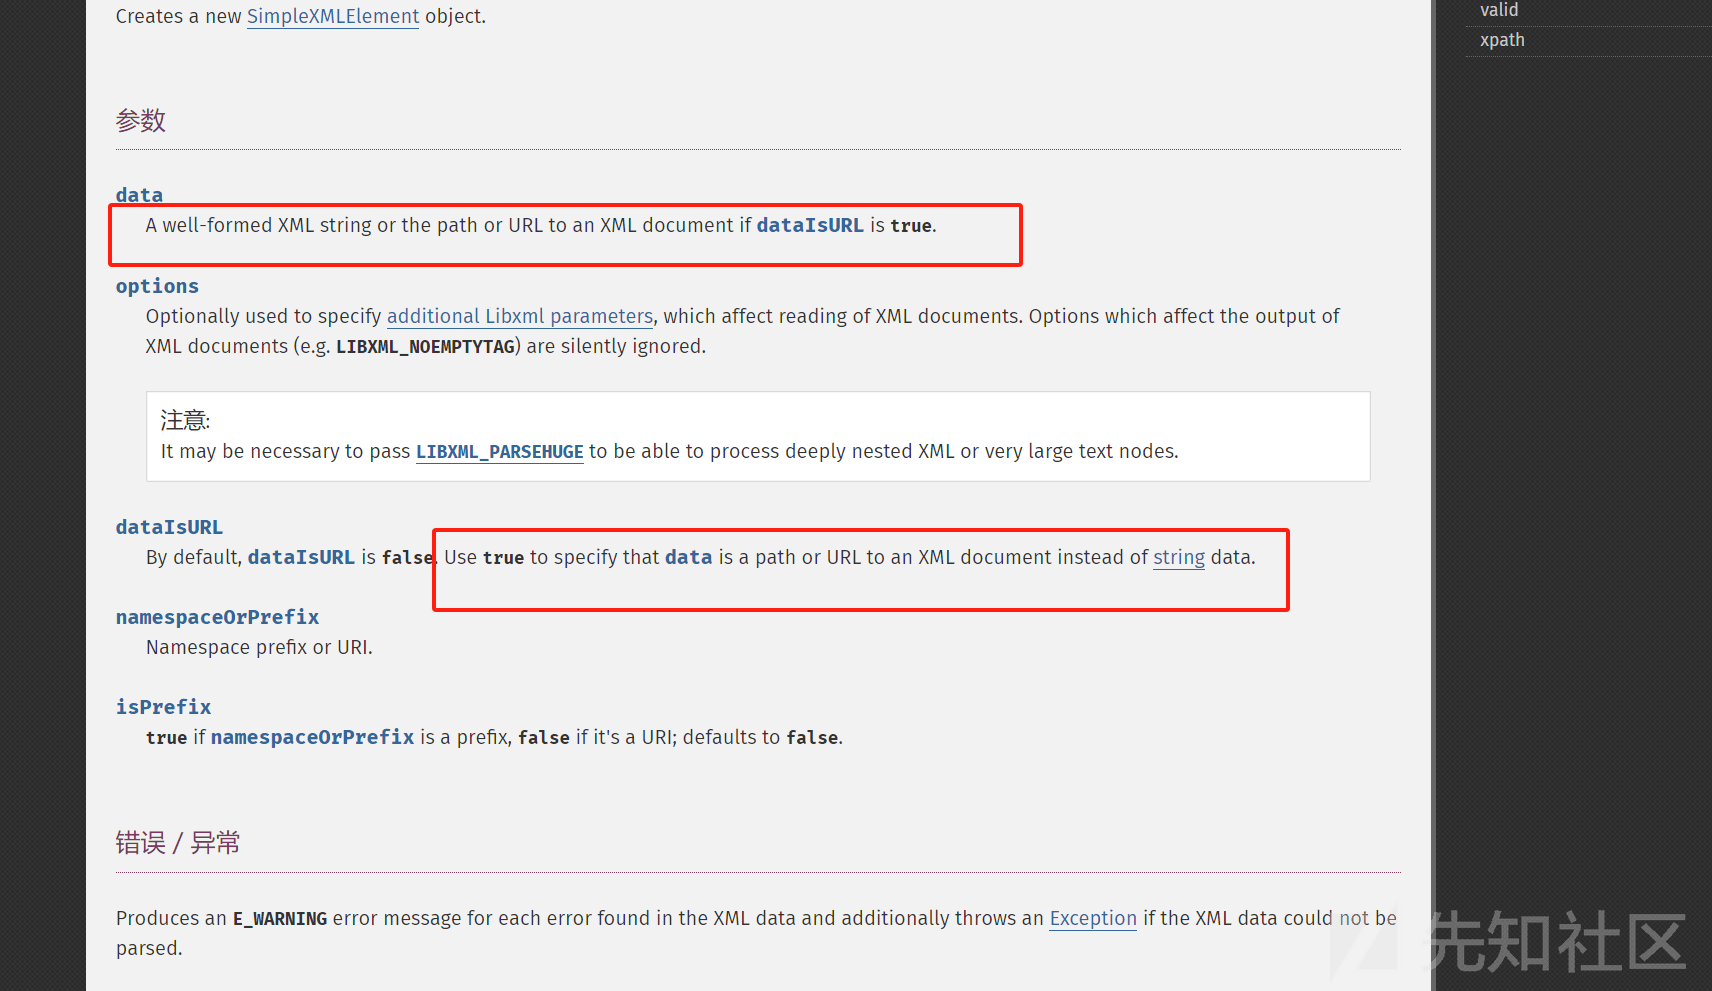 Creates a new SimpleXMLElement object.
valid
xpath
参数
data
A well-formed XML string or the path or URL to an XML document if dataIsURL is true.
options
Optionally used to specify additional Libxml parameters, which affect reading of XML documents. Options which affect the output of
XML documents (e.g. LIBXML_NOEMPTYTAG) are silently ignored.
注意:
It may be necessary to pass LIBXML_PARSEHUGE to be able to process deeply nested XML or very large text nodes.
dataIsURL
By default, dataIsURL is false. Use true to specify that data is a path or URL to an XML document instead of string data.
namespaceOrPrefix
Namespace prefix or URI.
isPrefix
true if namespaceOrPrefix is a prefix, false if it's a URI; defaults to false.
错误 / 异常
Produces an E_WARNING error message for each error found in the XML data and additionally throws an Exception if the XML data could not be
parsed.
先知社区